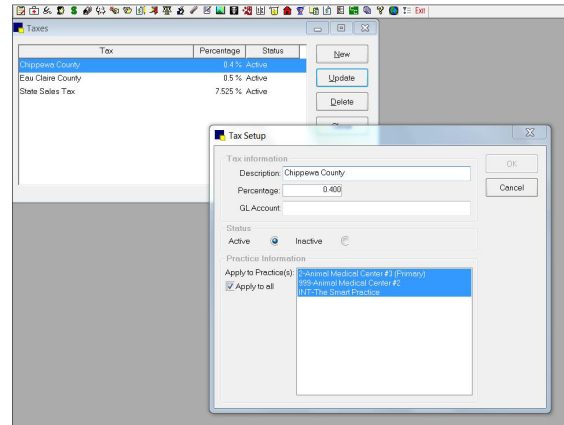 Exit
Taxes
Tax Percentage Status
Chippewa County 0.4 % Active
Eau Claire County 0.5 % Active
State Sales Tax 7.525 % Active
New
Update
Delete
Close
Tax Setup
Tax information
Description: Chippewa County
Percentage: 0.400
GL Account:
OK
Cancel
Status
Active Inactive
Practice Information
Apply to Practice(s):
Apply to all
2-Animal Medical Center #3 (Primary)
999-Animal Medical Center #2
INT-The Smart Practice